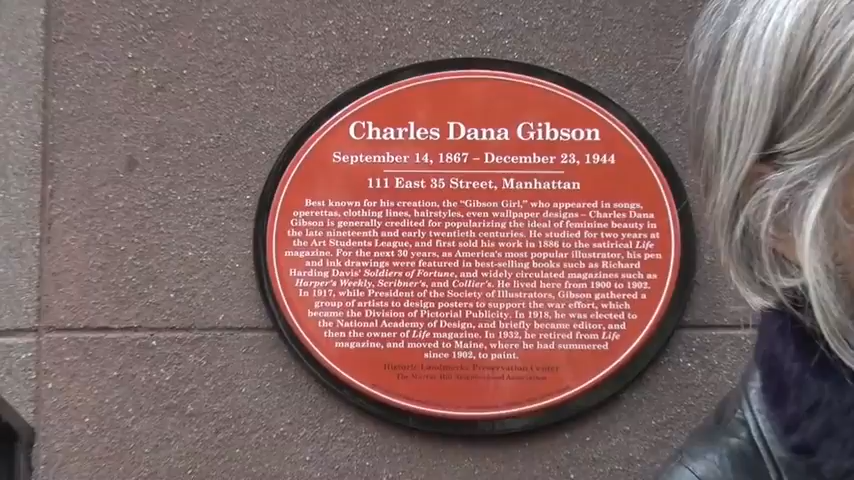 Charles Dana Gibson
September 14, 1867 – December 23, 1944
111 East 35 Street, Manhattan
Best known for his creation, the "Gibson Girl," who appeared in songs,
operettas, clothing lines, hairstyles, even wallpaper designs – Charles Dana
Gibson is generally credited for popularizing the ideal of feminine beauty in
the late nineteenth and early twentieth centuries. He studied for two years at
the Art Students League, and first sold his work in 1886 to the satirical Life
magazine. For the next 30 years, as America's most popular illustrator, his pen
and ink drawings were featured in best-selling books such as Richard
Harding Davis' Soldiers of Fortune, and widely circulated magazines such as
Harper's Weekly, Scribner's, and Collier's. He lived here from 1900 to 1902.
In 1917, while President of the Society of Illustrators, Gibson gathered a
group of artists to design posters to support the war effort, which
became the Division of Pictorial Publicity. In 1918, he was elected to
the National Academy of Design, and briefly became editor, and
then the owner of Life magazine. In 1932, he retired from Life
magazine, and moved to Maine, where he had summered
since 1902, to paint.
Historic Landmarks Preservation Center
The Murray Hill Neighborhood Association